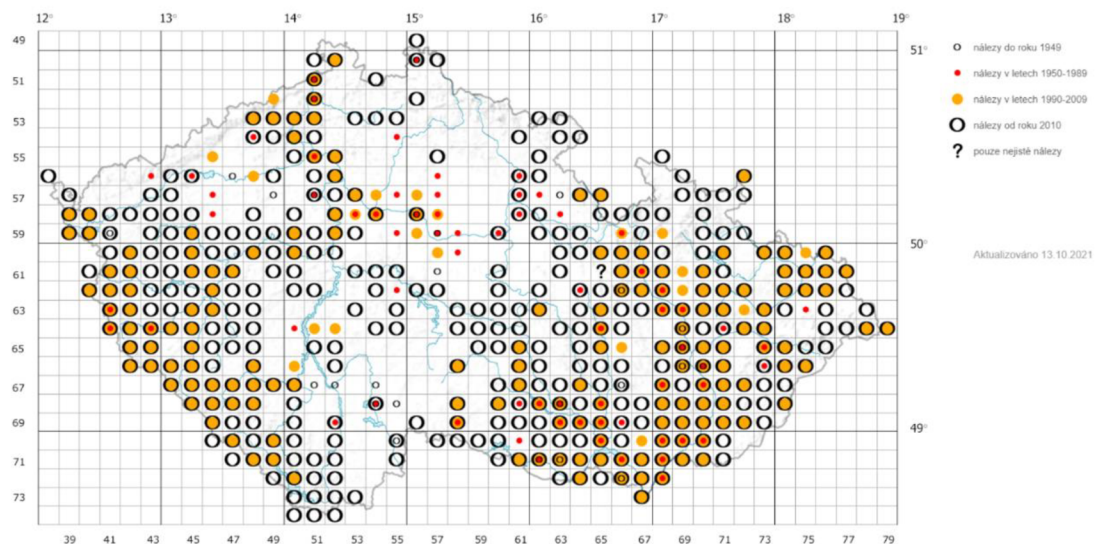 12° 13° 14° 15° 16° 17° 18° 19°
49
51° nálezy do roku 1949
51
nálezy v letech 1950-1989
nálezy v letech 1990-2009
53
nálezy od roku 2010
55
? pouze nejisté nálezy
57
59 50°
Aktualizováno 13.10.2021
61 ?
63
65
67
69 49°
71
73
39 41 43 45 47 49 51 53 55 57 59 61 63 65 67 69 71 73 75 77 79